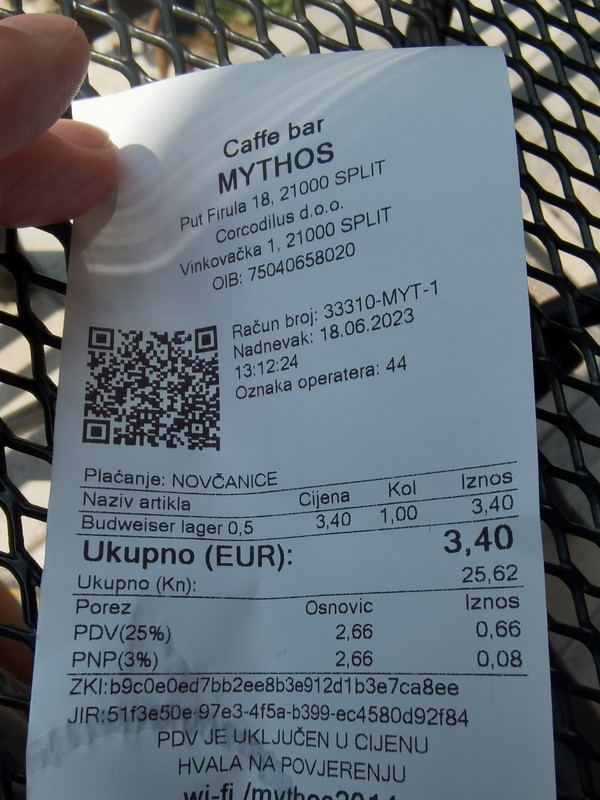 Caffe bar
MYTHOS
Put Firula 18, 21000 SPLIT
Corcodilus d.o.o.
Vinkovačka 1, 21000 SPLIT
OIB: 75040658020
Račun broj: 33310-MYT-1
Nadnevak: 18.06.2023
13:12:24
Oznaka operatera: 44
Plaćanje: NOVČANICE
Naziv artikla Cijena Kol Iznos
Budweiser lager 0,5 3,40 1,00 3,40
Ukupno (EUR): 3,40
Ukupno (Kn): 25,62
Porez Osnovic Iznos
PDV(25%) 2,66 0,66
PNP(3%) 2,66 0,08
ZKI:b9c0e0ed7bb2ee8b3e912d1b3e7ca8ee
JIR:51f3e50e-97e3-4f5a-b399-ec4580d92f84
PDV JE UKLJUČEN U CIJENU
HVALA NA POVJERENJU
wi-fi /mythos2014